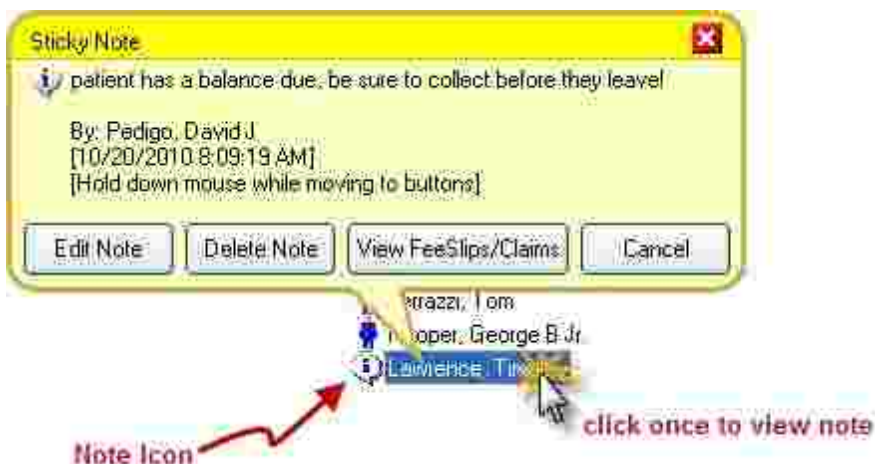 Sticky Note
patient has a balance due, be sure to collect before they leave!
By: Pedigo, David J
[10/20/2010 8:09:19 AM]
[Hold down mouse while moving to buttons]
Edit Note Delete Note View FeeSlips/Claims Cancel
Tom
George B Jr.
Lawrence,
click once to view note
Note Icon